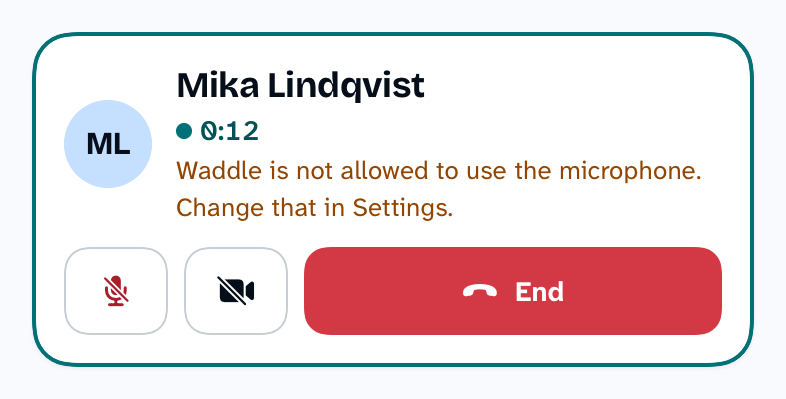 Mika Lindqvist
ML
0:12
Waddle is not allowed to use the microphone.
Change that in Settings.
End